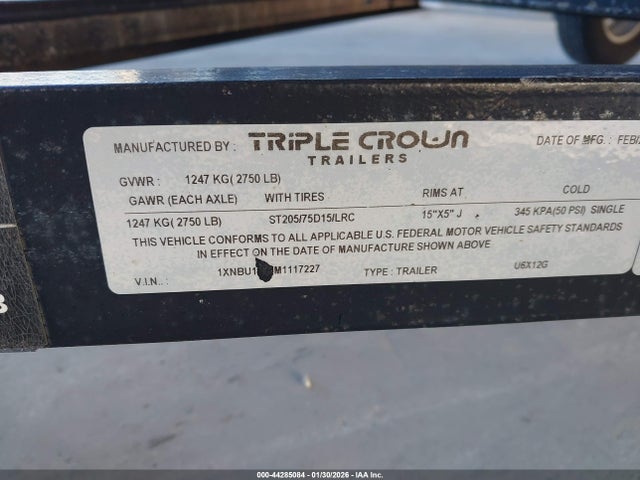 MANUFACTURED BY : TRIPLE CROWN DATE OF MFG. : FEB/
TRAILERS
GVWR : 1247 KG( 2750 LB)
GAWR (EACH AXLE) WITH TIRES RIMS AT COLD
1247 KG( 2750 LB) ST205/75D15/LRC 15"X5" J 345 KPA(50 PSI) SINGLE
THIS VEHICLE CONFORMS TO ALL APPLICABLE U.S. FEDERAL MOTOR VEHICLE SAFETY STANDARDS
IN EFFECT ON THE DATE OF MANUFACTURE SHOWN ABOVE
V.I.N.. : TYPE : TRAILER U6X12G
000-44285084 | 01/30/2026 | IAA Inc.